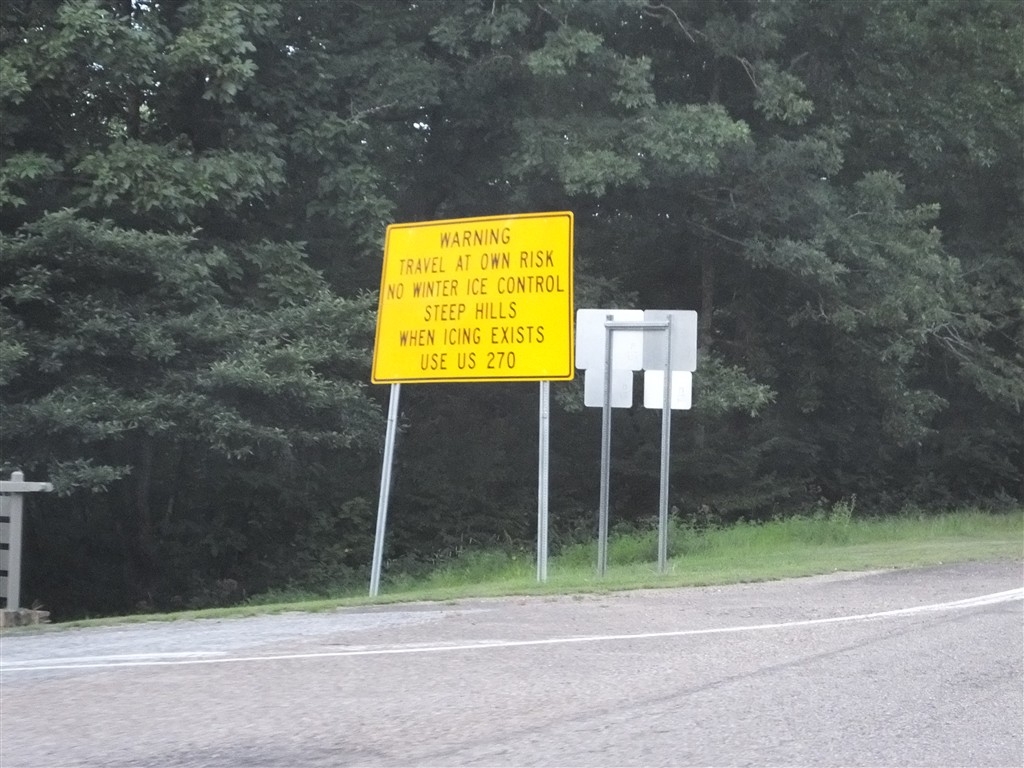 WARNING
TRAVEL AT OWN RISK
NO WINTER ICE CONTROL
STEEP HILLS
WHEN ICING EXISTS
USE US 270